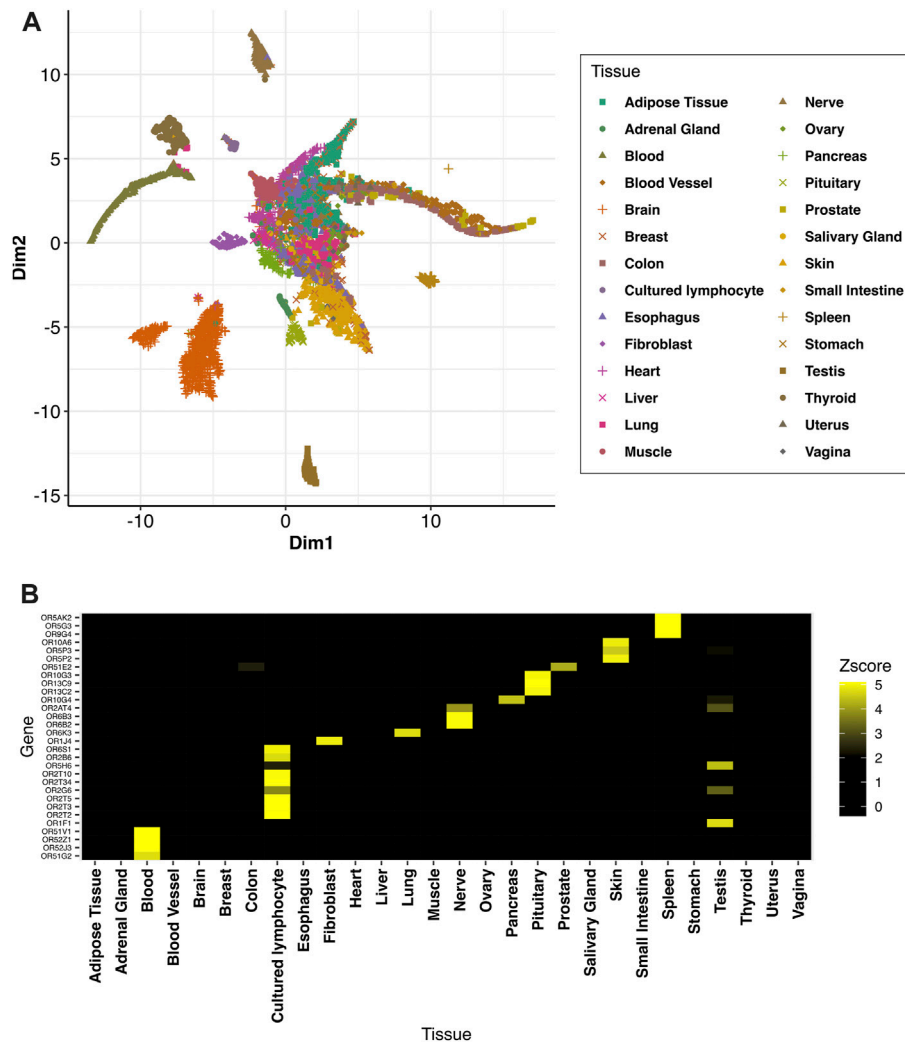 A
Dim2
10
5
0
-5
-10
-15
-10
0
10
Dim1
Tissue
Adipose Tissue
Adrenal Gland
Blood
Blood Vessel
Brain
Breast
Colon
Cultured lymphocyte
Esophagus
Fibroblast
Heart
Liver
Lung
Muscle
Nerve
Ovary
Pancreas
Pituitary
Prostate
Salivary Gland
Skin
Small Intestine
Spleen
Stomach
Testis
Thyroid
Uterus
Vagina
B
Gene
OR5AK2
OR5G3
OR9G4
OR10A6
OR5P3
OR5P2
OR51E2
OR10G3
OR13C9
OR13C2
OR10G4
OR2AT4
OR6B3
OR6B2
OR6K3
OR1J4
OR6S1
OR2B6
OR5H6
OR2T10
OR2T34
OR2G6
OR2T5
OR2T3
OR2T2
OR1F1
OR51V1
OR52Z1
OR52J3
OR51G2
Adipose Tissue
Adrenal Gland
Blood
Blood Vessel
Brain
Breast
Colon
Cultured lymphocyte
Esophagus
Fibroblast
Heart
Liver
Lung
Muscle
Nerve
Ovary
Pancreas
Pituitary
Prostate
Salivary Gland
Skin
Small Intestine
Spleen
Stomach
Testis
Thyroid
Uterus
Vagina
Tissue
Zscore
5
4
3
2
1
0